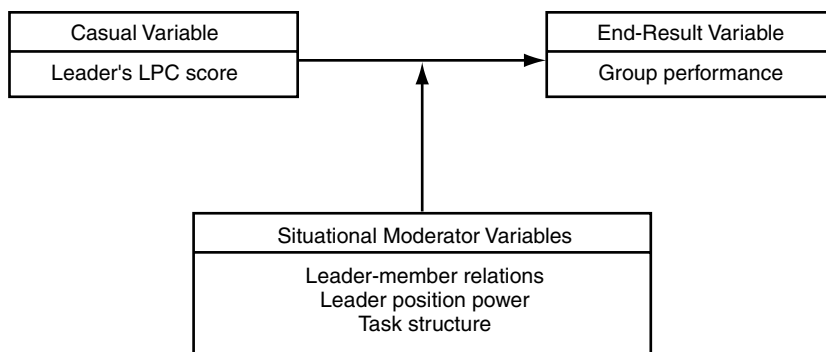 Casual Variable
Leader's LPC score
End-Result Variable
Group performance
Situational Moderator Variables
Leader-member relations
Leader position power
Task structure